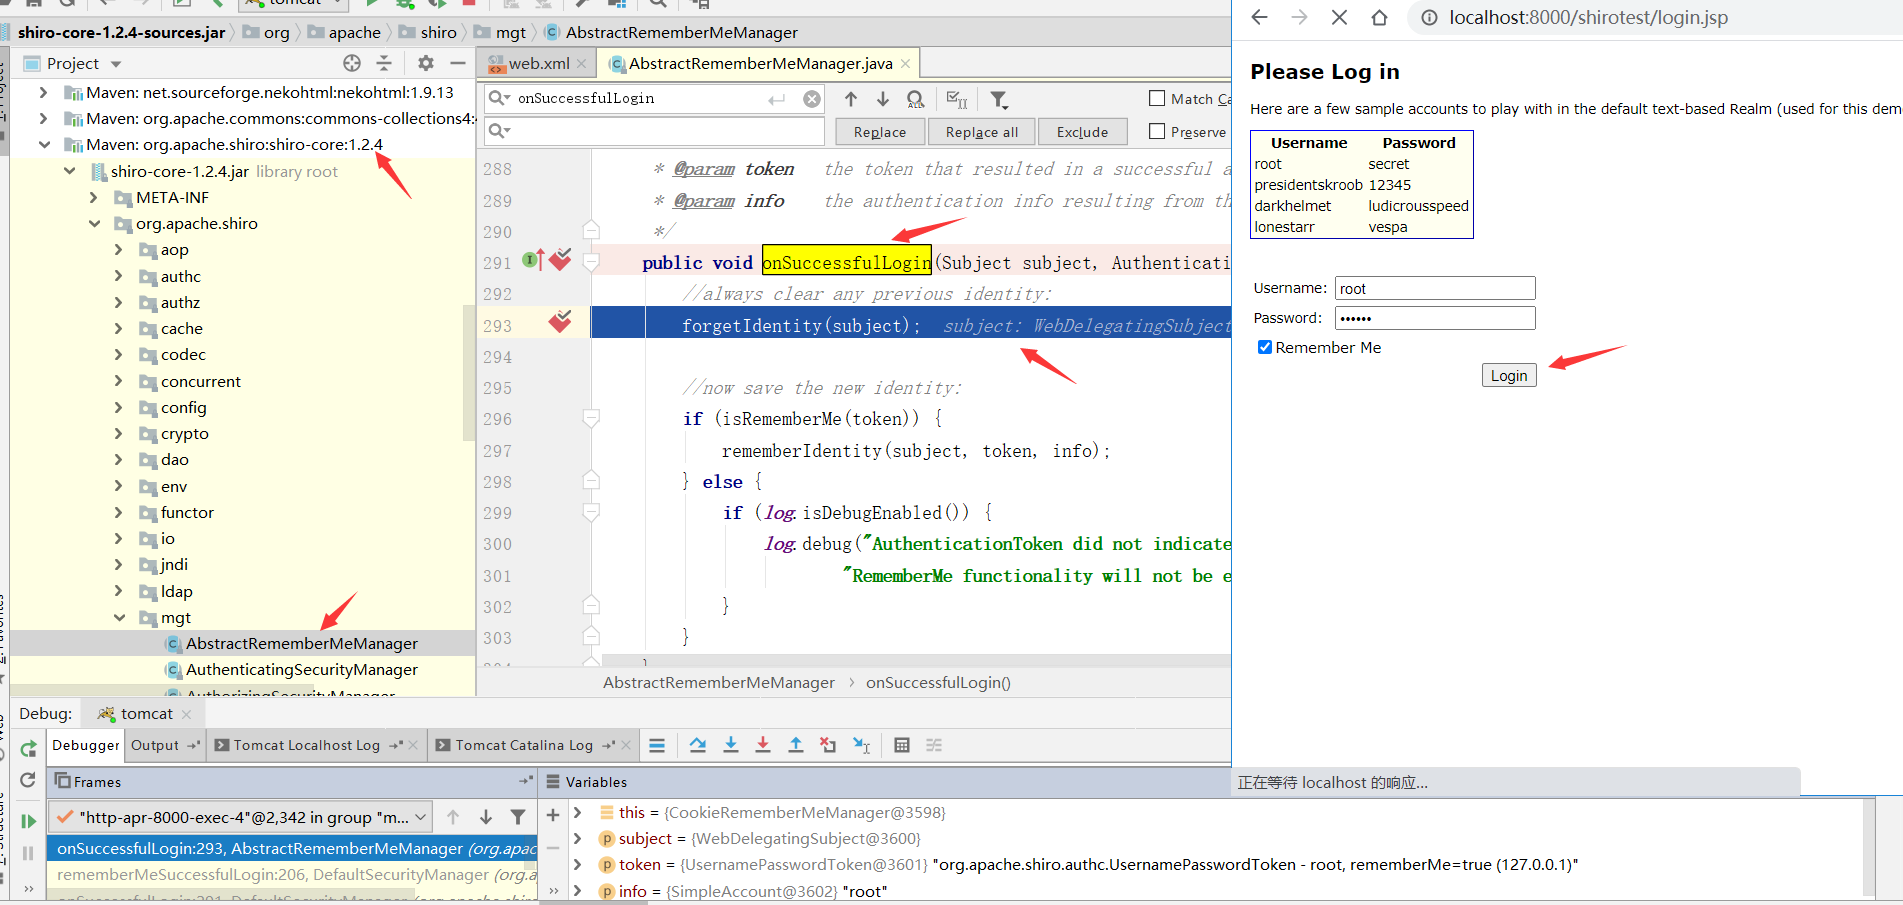 tomcat
shiro-core-1.2.4-sources.jar
org
apache
shiro
mgt
AbstractRememberMeManager
Project
Maven: net.sourceforge.nekohtml:nekohtml:1.9.13
Maven: org.apache.commons:commons-collections4:
Maven: org.apache.shiro:shiro-core:1.2.4
shiro-core-1.2.4.jar library root
META-INF
org.apache.shiro
aop
authc
authz
cache
codec
concurrent
config
crypto
dao
env
functor
io
jndi
ldap
mgt
AbstractRememberMeManager
AuthenticatingSecurityManager
AuthorizingSecurityManager
web.xml
AbstractRememberMeManager.java
onSuccessfulLogin
Match Ca
Replace
Replace all
Exclude
Preserve
288 * @param token the token that resulted in a successful a
289 * @param info the authentication info resulting from th
290 */
291 public void onSuccessfulLogin(Subject subject, Authenticati
292 //always clear any previous identity:
293 forgetIdentity(subject); subject: WebDelegatingSubject
294
295 //now save the new identity:
296 if (isRememberMe(token)) {
297 rememberIdentity(subject, token, info);
298 } else {
299 if (log.isDebugEnabled()) {
300 log.debug("AuthenticationToken did not indicate
301 "RememberMe functionality will not be e
302 }
303 }
304 }
AbstractRememberMeManager › onSuccessfulLogin()
localhost:8000/shirotest/login.jsp
Please Log in
Here are a few sample accounts to play with in the default text-based Realm (used for this dem
Username Password
root secret
presidentskroob 12345
darkhelmet ludicrousspeed
lonestarr vespa
Username: root
Password: ••••••
Remember Me
Login
正在等待 localhost 的响应...
Debug: tomcat
Debugger
Output
Tomcat Localhost Log
Tomcat Catalina Log
Frames
Variables
"http-apr-8000-exec-4"@2,342 in group "m...
onSuccessfulLogin:293, AbstractRememberMeManager (org.apac
rememberMeSuccessfulLogin:206, DefaultSecurityManager (org.a
onSuccessfulLogin:291, DefaultSecurityManager (org.apache.shiro
this = {CookieRememberMeManager@3598}
subject = {WebDelegatingSubject@3600}
token = {UsernamePasswordToken@3601} "org.apache.shiro.authc.UsernamePasswordToken - root, rememberMe=true (127.0.0.1)"
info = {SimpleAccount@3602} "root"